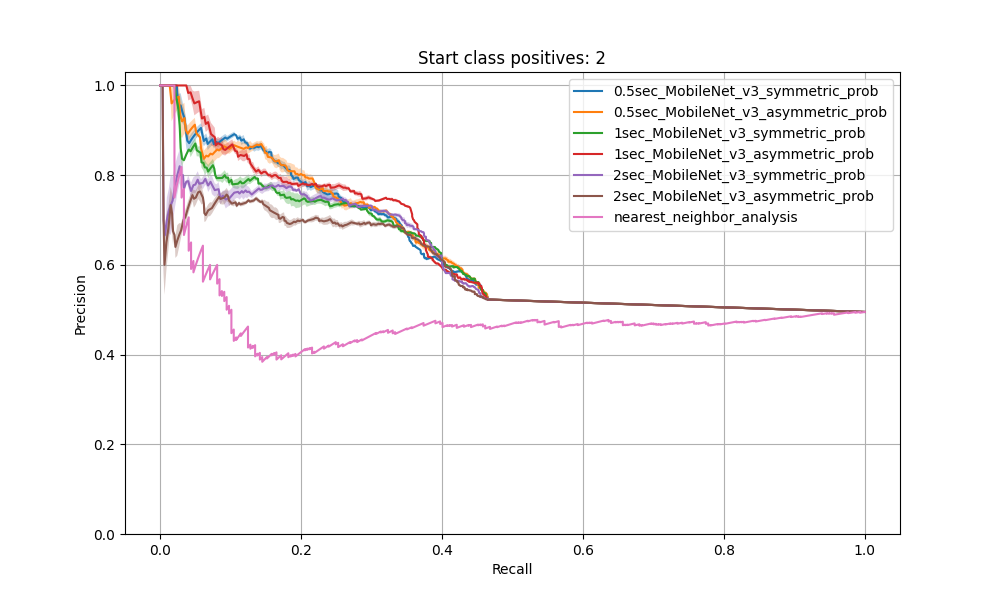 Start class positives: 2
1.0
0.8
0.6
0.4
0.2
0.0
Precision
0.0
0.2
0.4
0.6
0.8
1.0
Recall
0.5sec_MobileNet_v3_symmetric_prob
0.5sec_MobileNet_v3_asymmetric_prob
1sec_MobileNet_v3_symmetric_prob
1sec_MobileNet_v3_asymmetric_prob
2sec_MobileNet_v3_symmetric_prob
2sec_MobileNet_v3_asymmetric_prob
nearest_neighbor_analysis